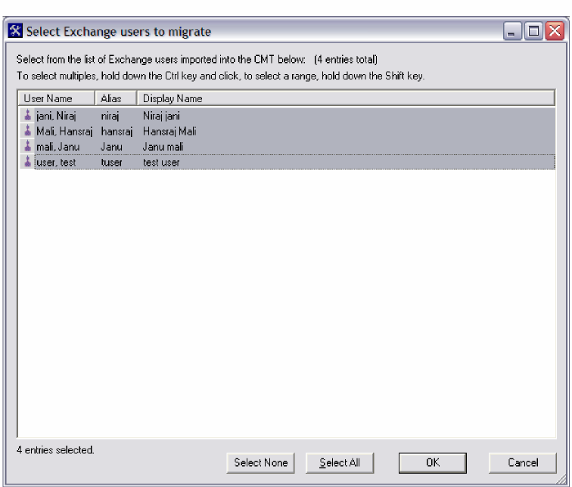 Select Exchange users to migrate
Select from the list of Exchange users imported into the CMT below: (4 entries total)
To select multiples, hold down the Ctrl key and click, to select a range, hold down the Shift key.
User Name Alias Display Name
jani, Niraj niraj Niraj jani
Mali, Hansraj hansraj Hansraj Mali
mali, Janu Janu Janu mali
user, test tuser test user
4 entries selected.
Select None Select All OK Cancel